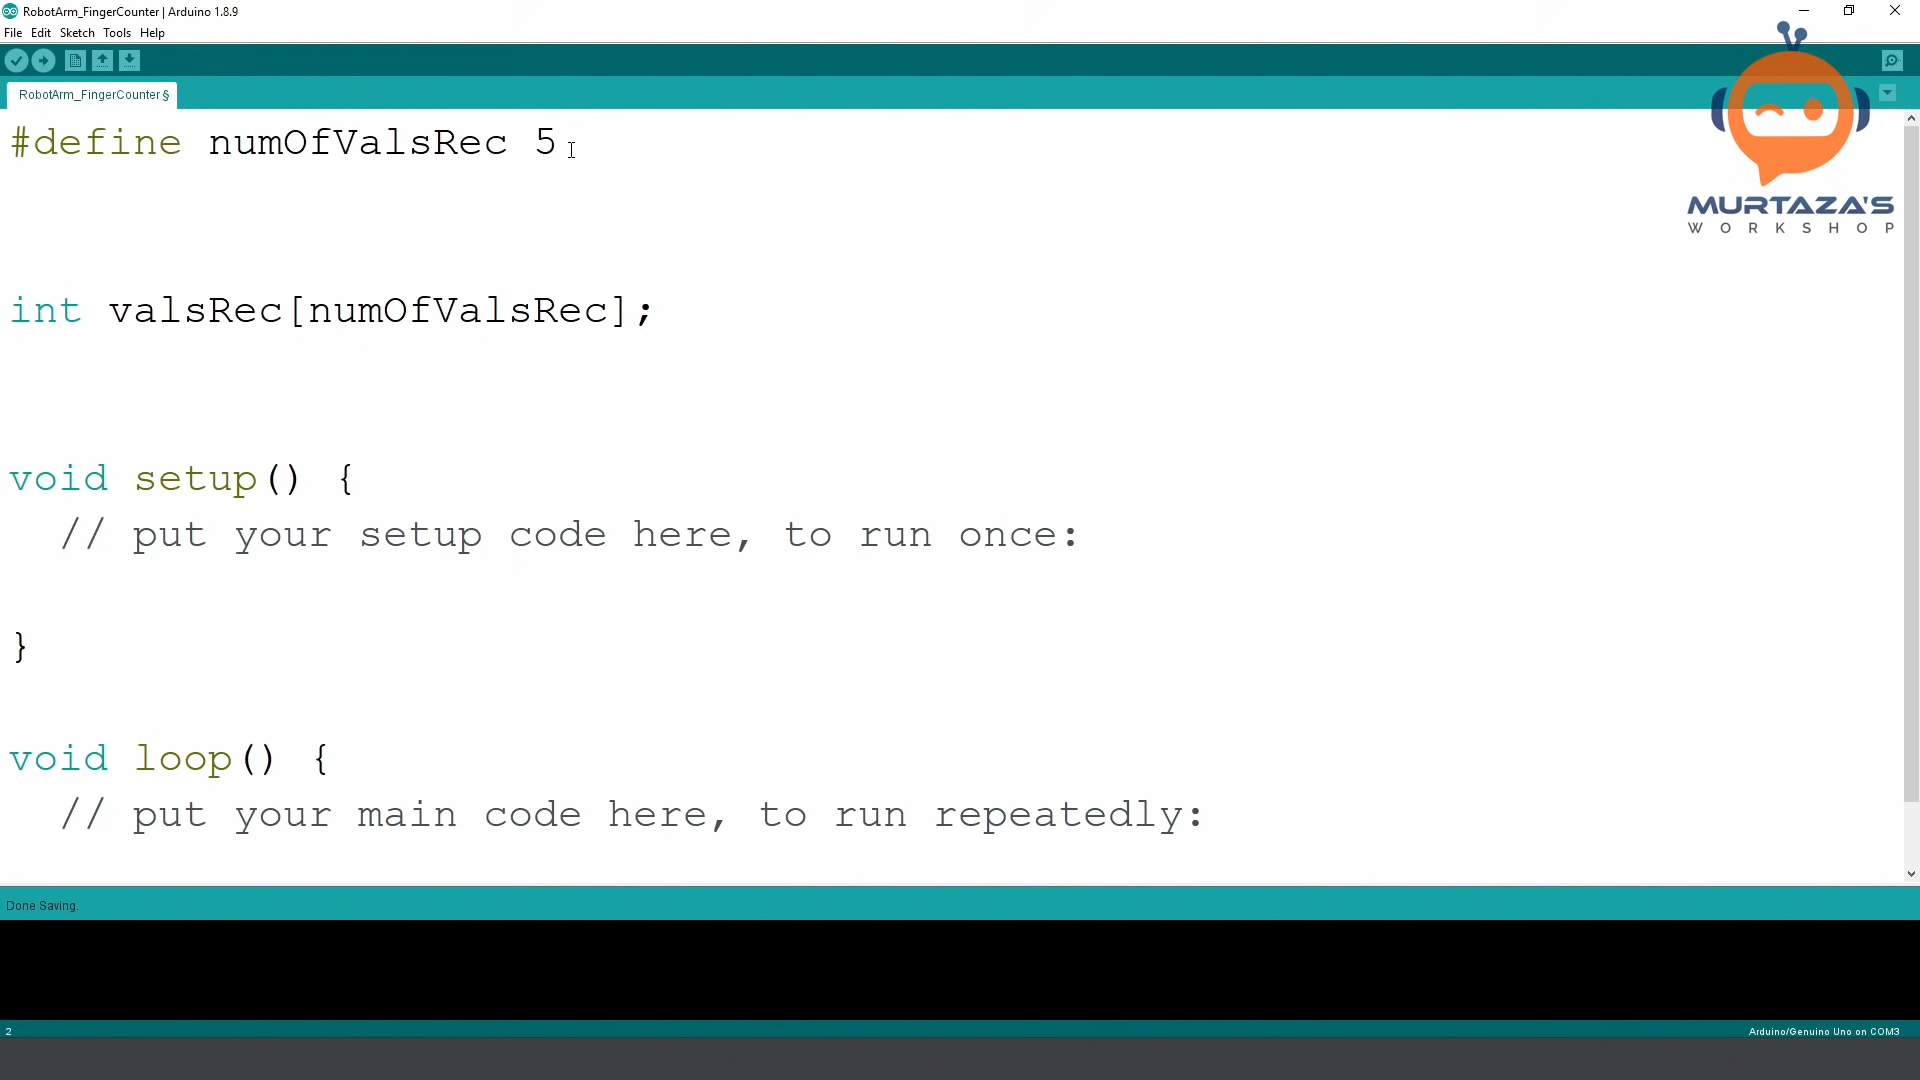 RobotArm_FingerCounter | Arduino 1.8.9
File Edit Sketch Tools Help
RobotArm_FingerCounter §
#define numOfValsRec 5
MURTAZA'S
WORKSHOP
int valsRec[numOfValsRec];
void setup() {
// put your setup code here, to run once:
}
void loop() {
// put your main code here, to run repeatedly:
Done Saving.
2
Arduino/Genuino Uno on COM3